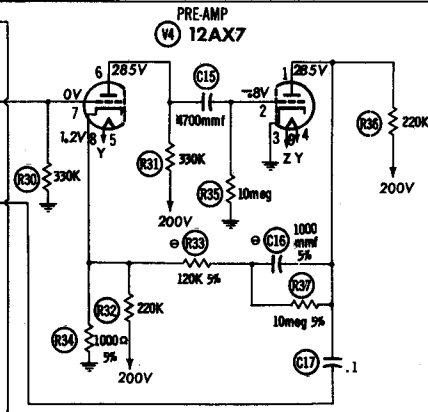 PRE-AMP
V4 12AX7
6
285V
C15
1
285V
0V
7
-.8V
2
4700mmf
1.2V
8
5
Y
3
9
4
Z Y
R36
220K
R30
330K
R31
330K
R35
10meg
200V
200V
⊖ R33
⊖ C16
1000
mmf
5%
120K 5%
R37
R32
220K
10meg 5%
R34
1000Ω
5%
C17
.1
200V